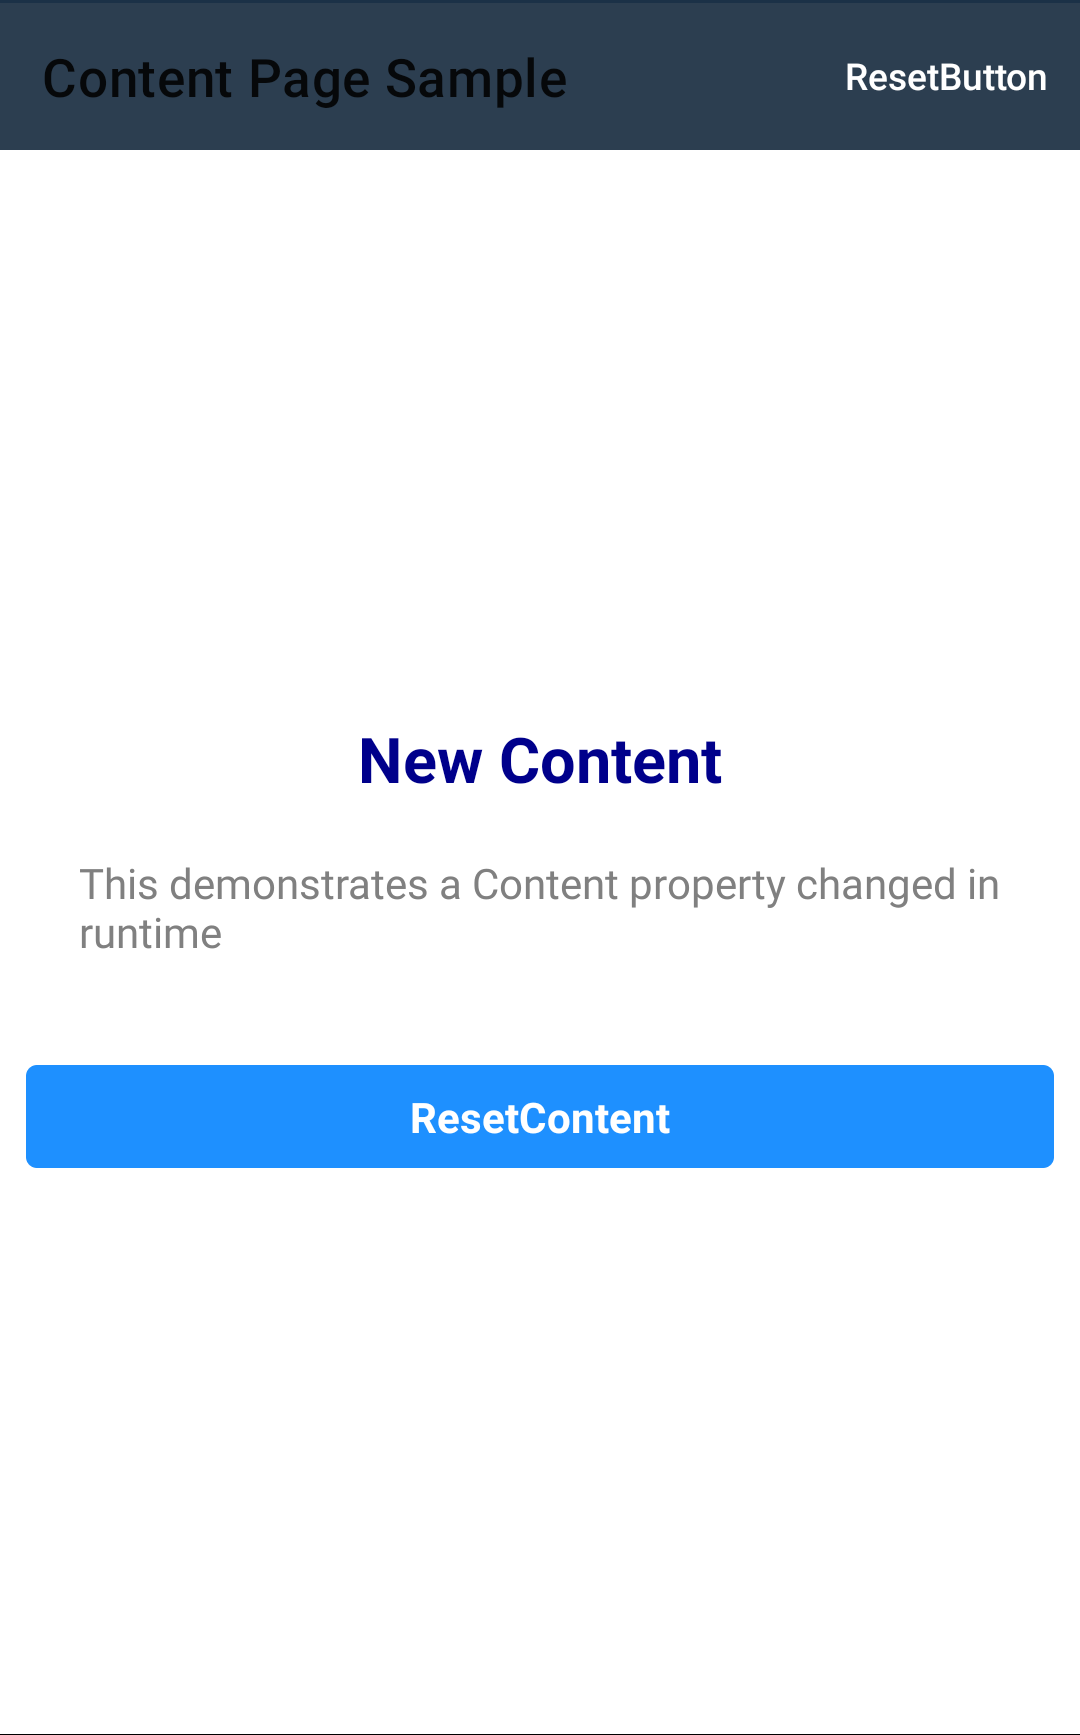 Content Page Sample
ResetButton
New Content
This demonstrates a Content property changed in
runtime
ResetContent